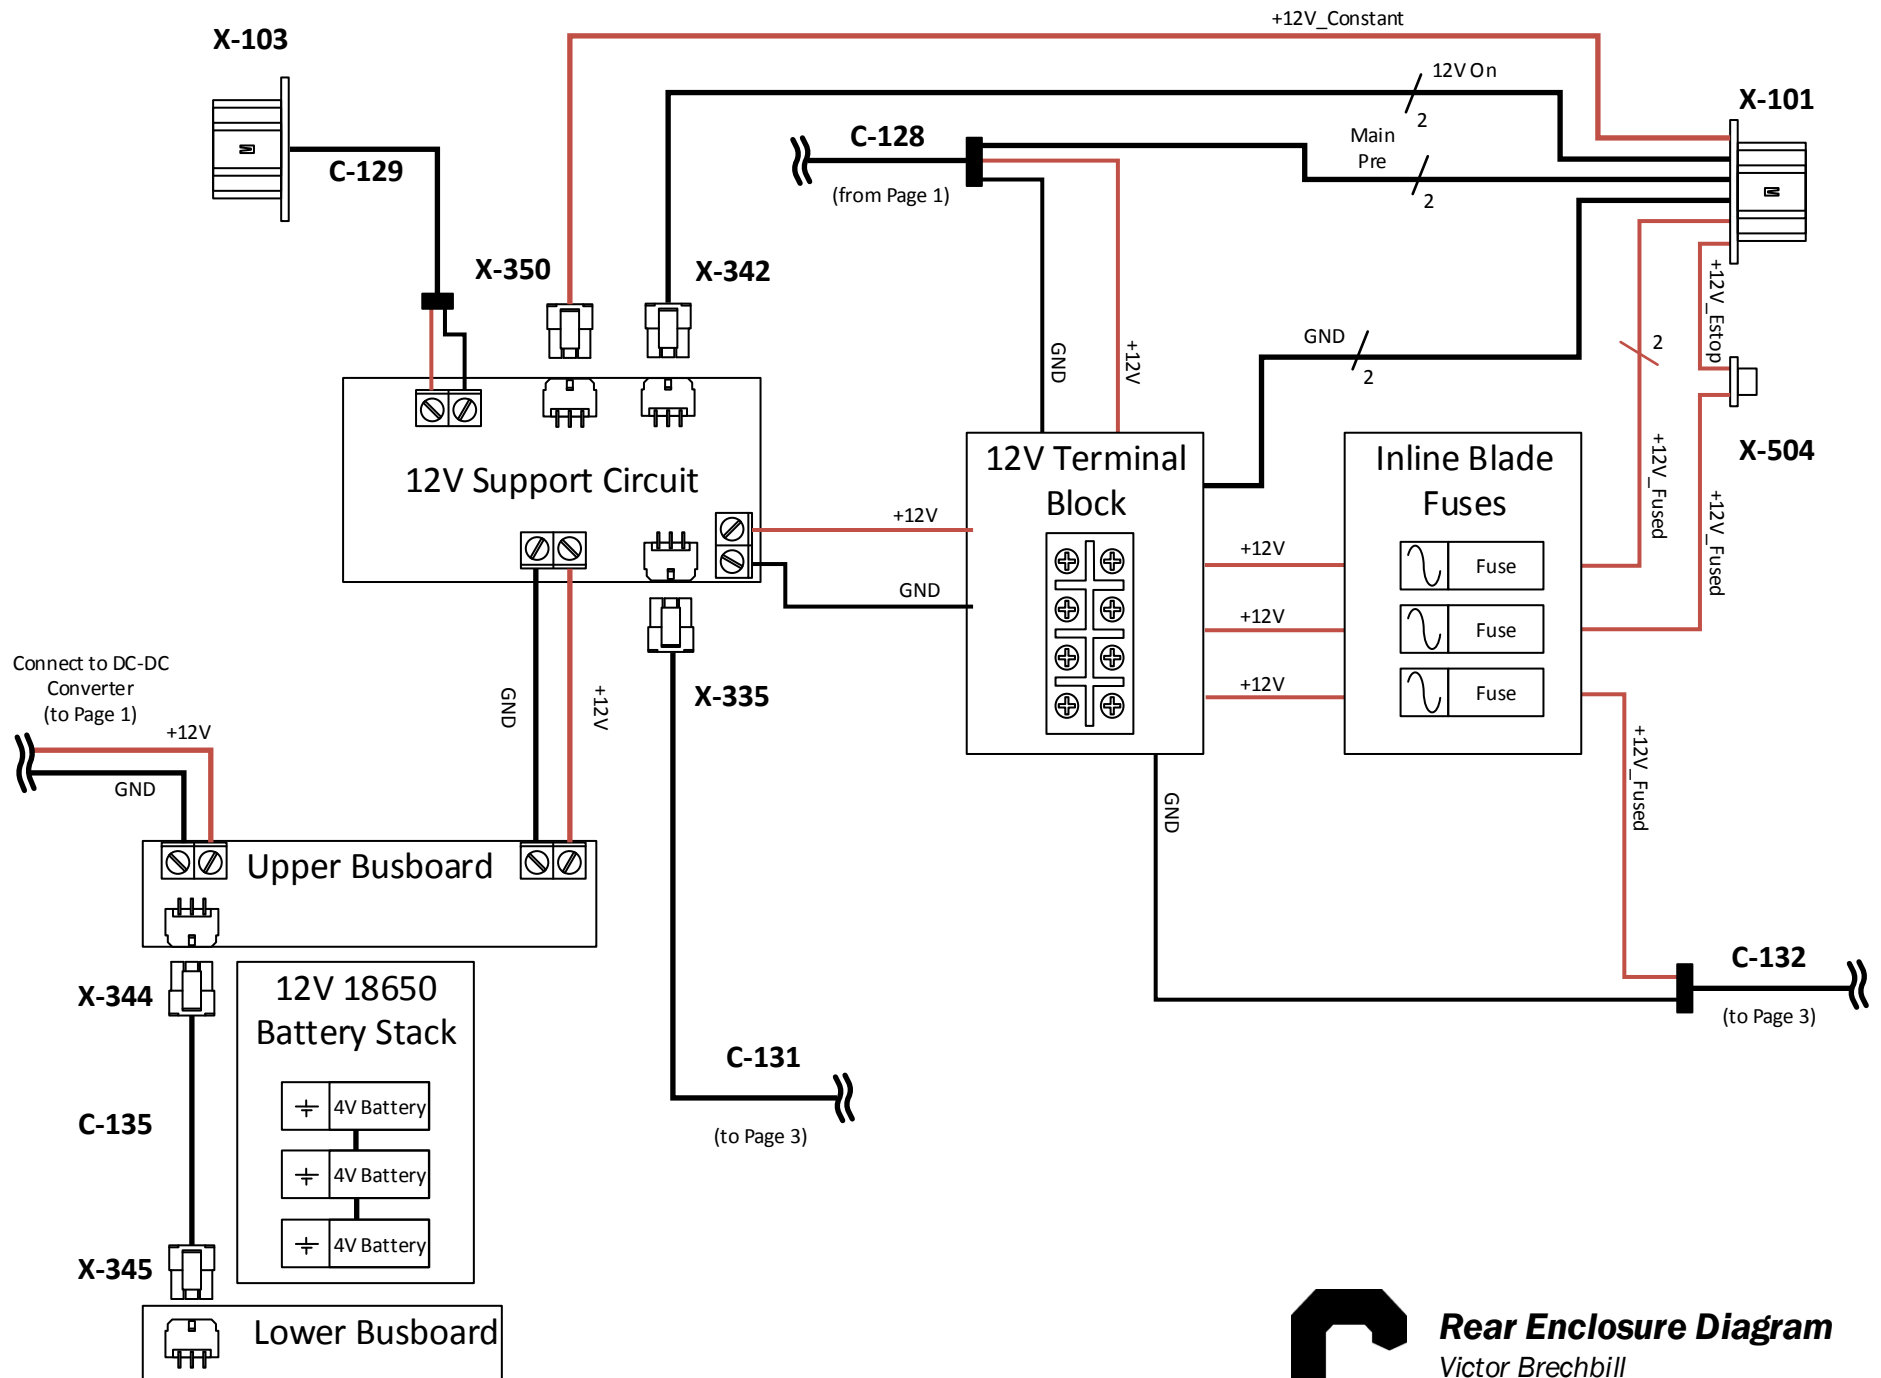 +12V_Constant
X-103
12V On
2
X-101
C-128
Main
Pre
2
(from Page 1)
C-129
X-350
X-342
+12V_Estop
GND
+12V
GND
2
2
X-504
12V Support Circuit
12V Terminal
Block
Inline Blade
Fuses
+12V_Fused
+12V_Fused
+12V
GND
+12V
Fuse
+12V
Fuse
+12V
Fuse
Connect to DC-DC
Converter
(to Page 1)
+12V
GND
GND
+12V
X-335
+12V_Fused
GND
Upper Busboard
X-344
12V 18650
Battery Stack
C-132
(to Page 3)
C-131
(to Page 3)
C-135
4V Battery
4V Battery
4V Battery
X-345
Lower Busboard
Rear Enclosure Diagram
Victor Brechbill